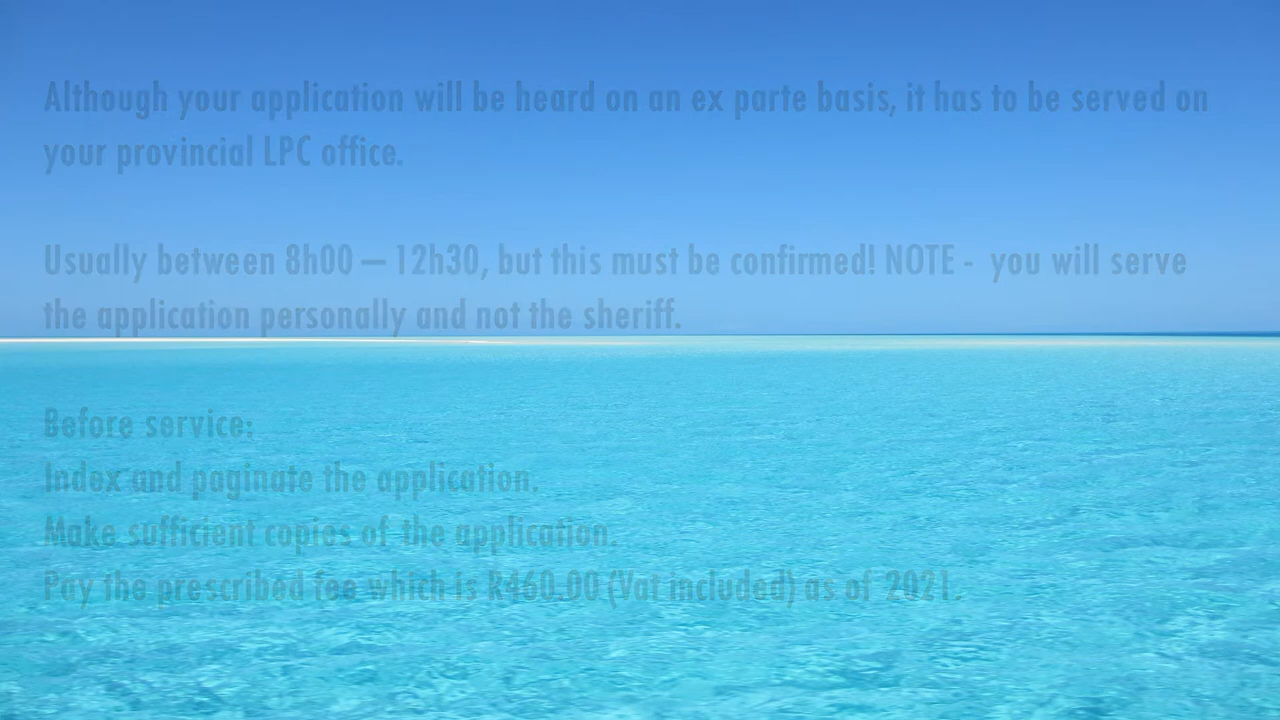 Although your application will be heard on an ex parte basis, it has to be served on
your provincial LPC office.
Usually between 8h00 – 12h30, but this must be confirmed! NOTE - you will serve
the application personally and not the sheriff.
Before service:
Index and paginate the application.
Make sufficient copies of the application.
Pay the prescribed fee which is R460.00 (Vat included) as of 2021.